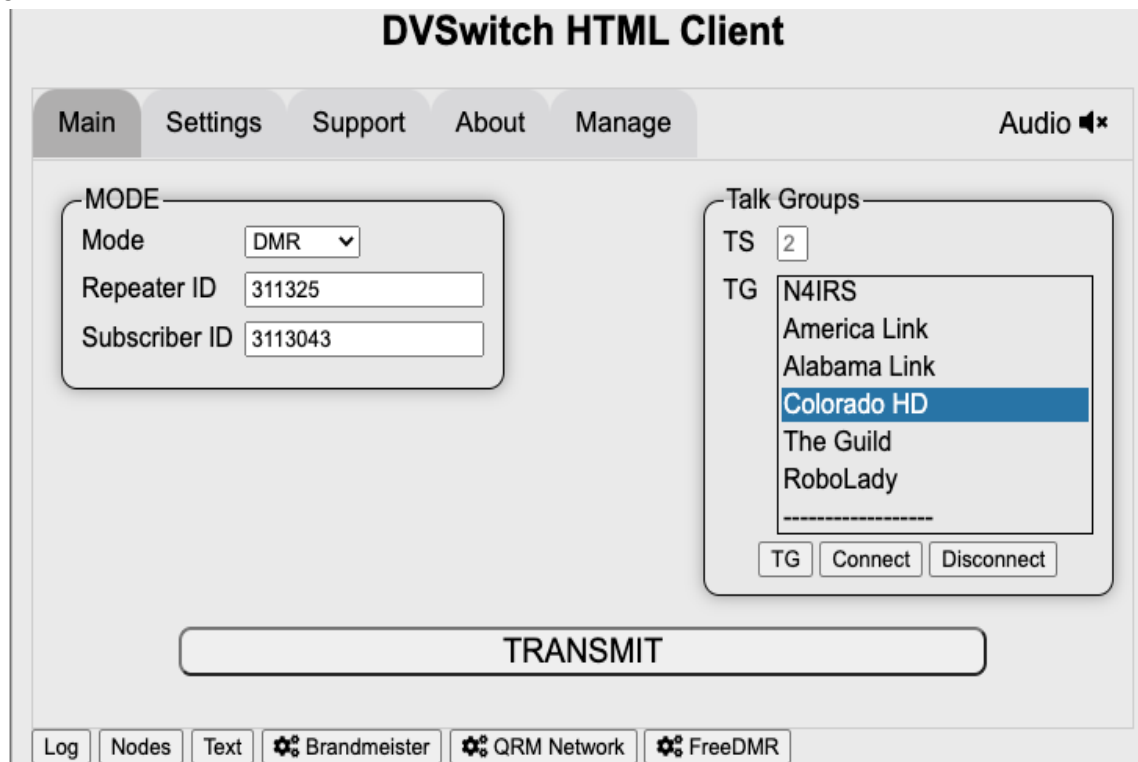 DVSwitch HTML Client
Main Settings Support About Manage Audio
MODE
Mode DMR
Repeater ID 311325
Subscriber ID 3113043
Talk Groups
TS 2
TG N4IRS
America Link
Alabama Link
Colorado HD
The Guild
RoboLady
------------------
TG Connect Disconnect
TRANSMIT
Log Nodes Text Brandmeister QRM Network FreeDMR